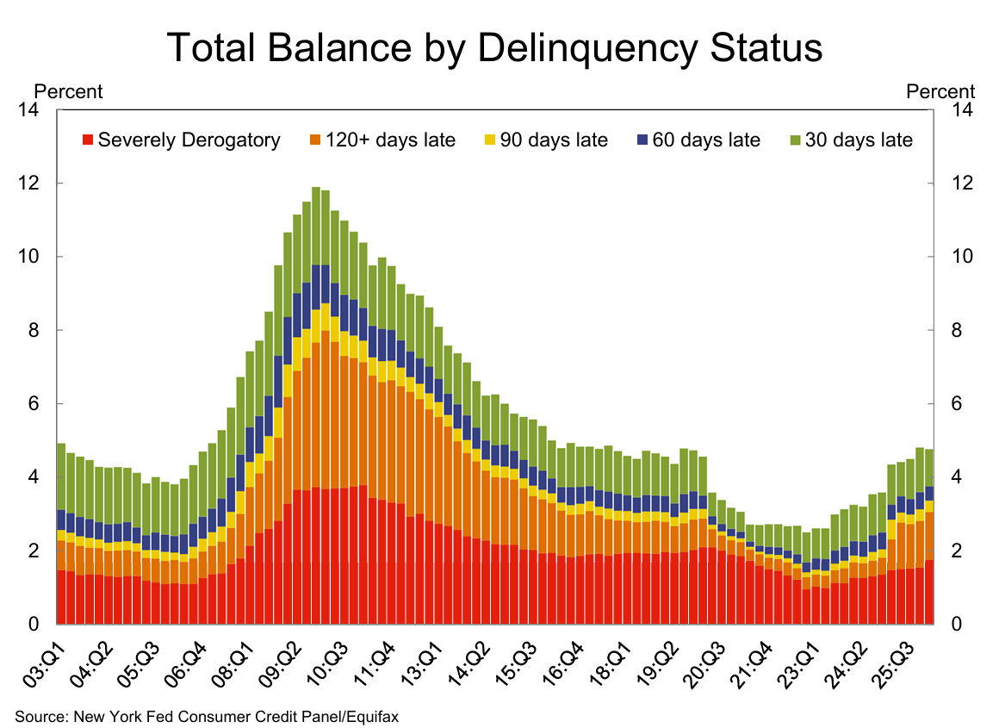 Total Balance by Delinquency Status
Percent Percent
14 14
Severely Derogatory 120+ days late 90 days late 60 days late 30 days late
12 12
10 10
8 8
6 6
4 4
2 2
0 0
03:Q1 04:Q2 05:Q3 06:Q4 08:Q1 09:Q2 10:Q3 11:Q4 13:Q1 14:Q2 15:Q3 16:Q4 18:Q1 19:Q2 20:Q3 21:Q4 23:Q1 24:Q2 25:Q3
Source: New York Fed Consumer Credit Panel/Equifax